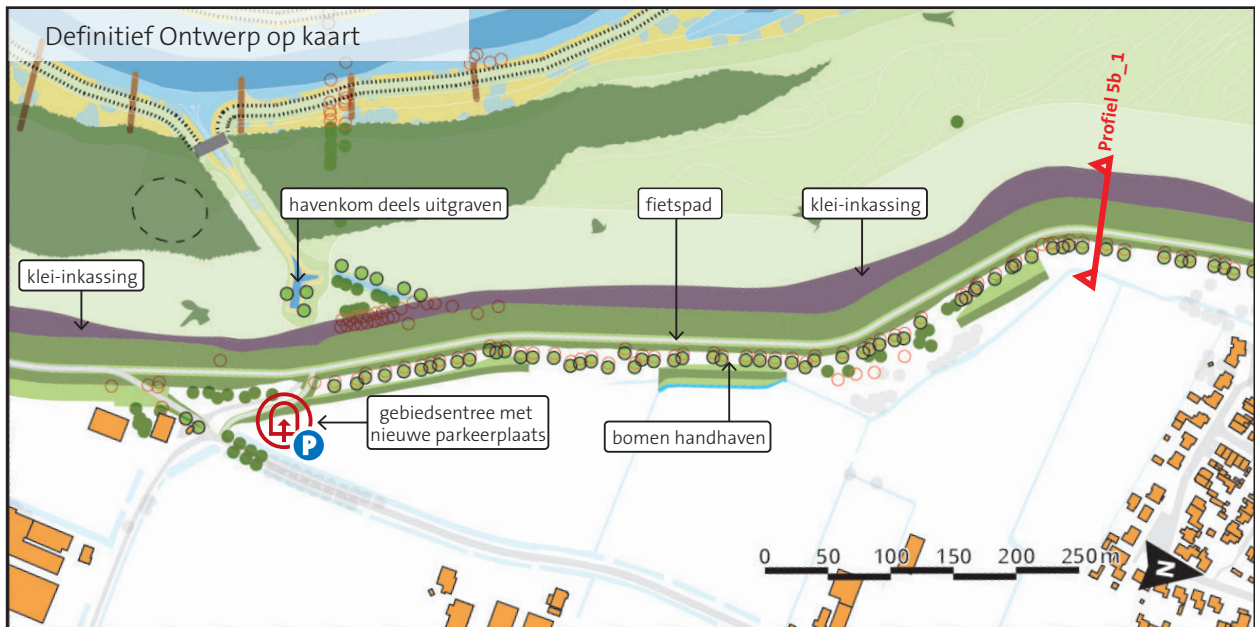 Definitief Ontwerp op kaart
Profiel 5b_1
havenkom deels uitgraven
fietspad
klei-inkassing
klei-inkassing
gebiedsentree met
nieuwe parkeerplaats
P
bomen handhaven
0 50 100 150 200 250m
N